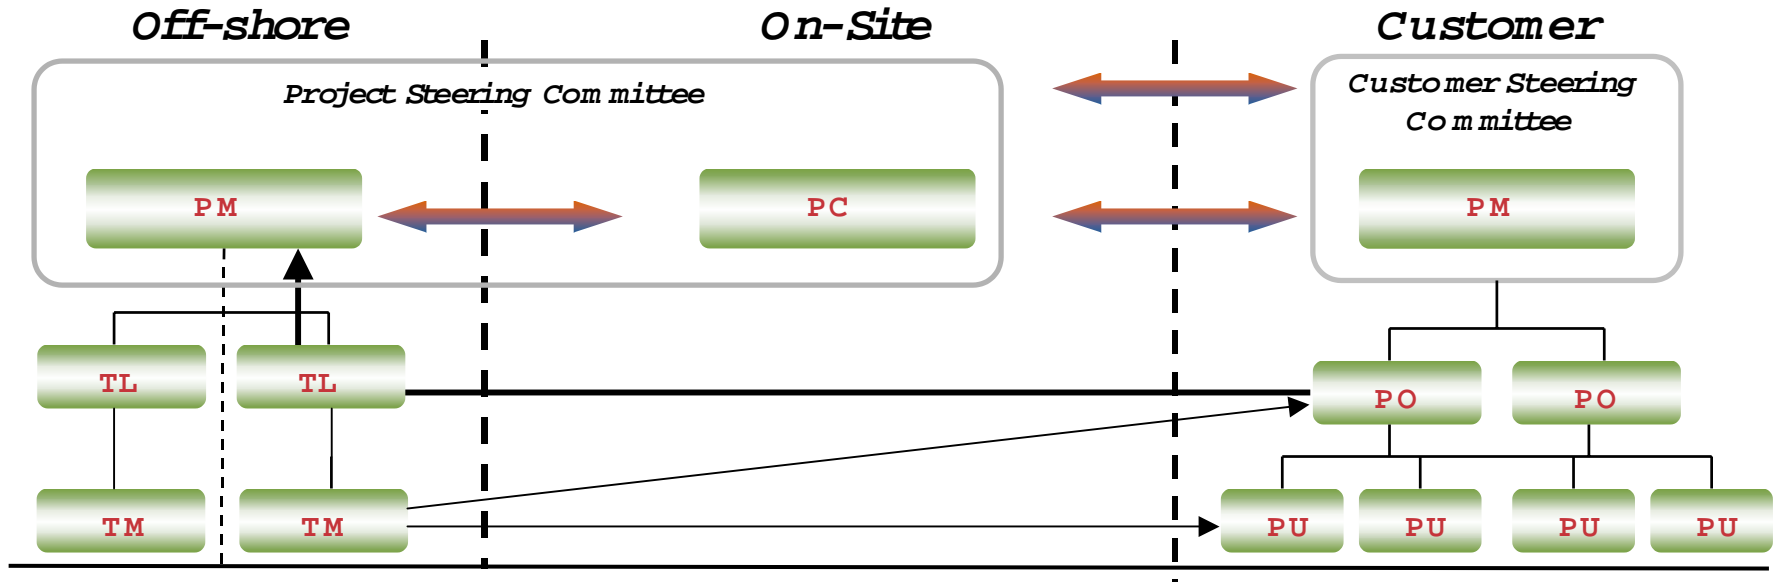 Off-shore
On-Site
Customer
Project Steering Committee
Customer Steering
Committee
PM
PC
PM
TL
TL
PO
PO
TM
TM
PU
PU
PU
PU